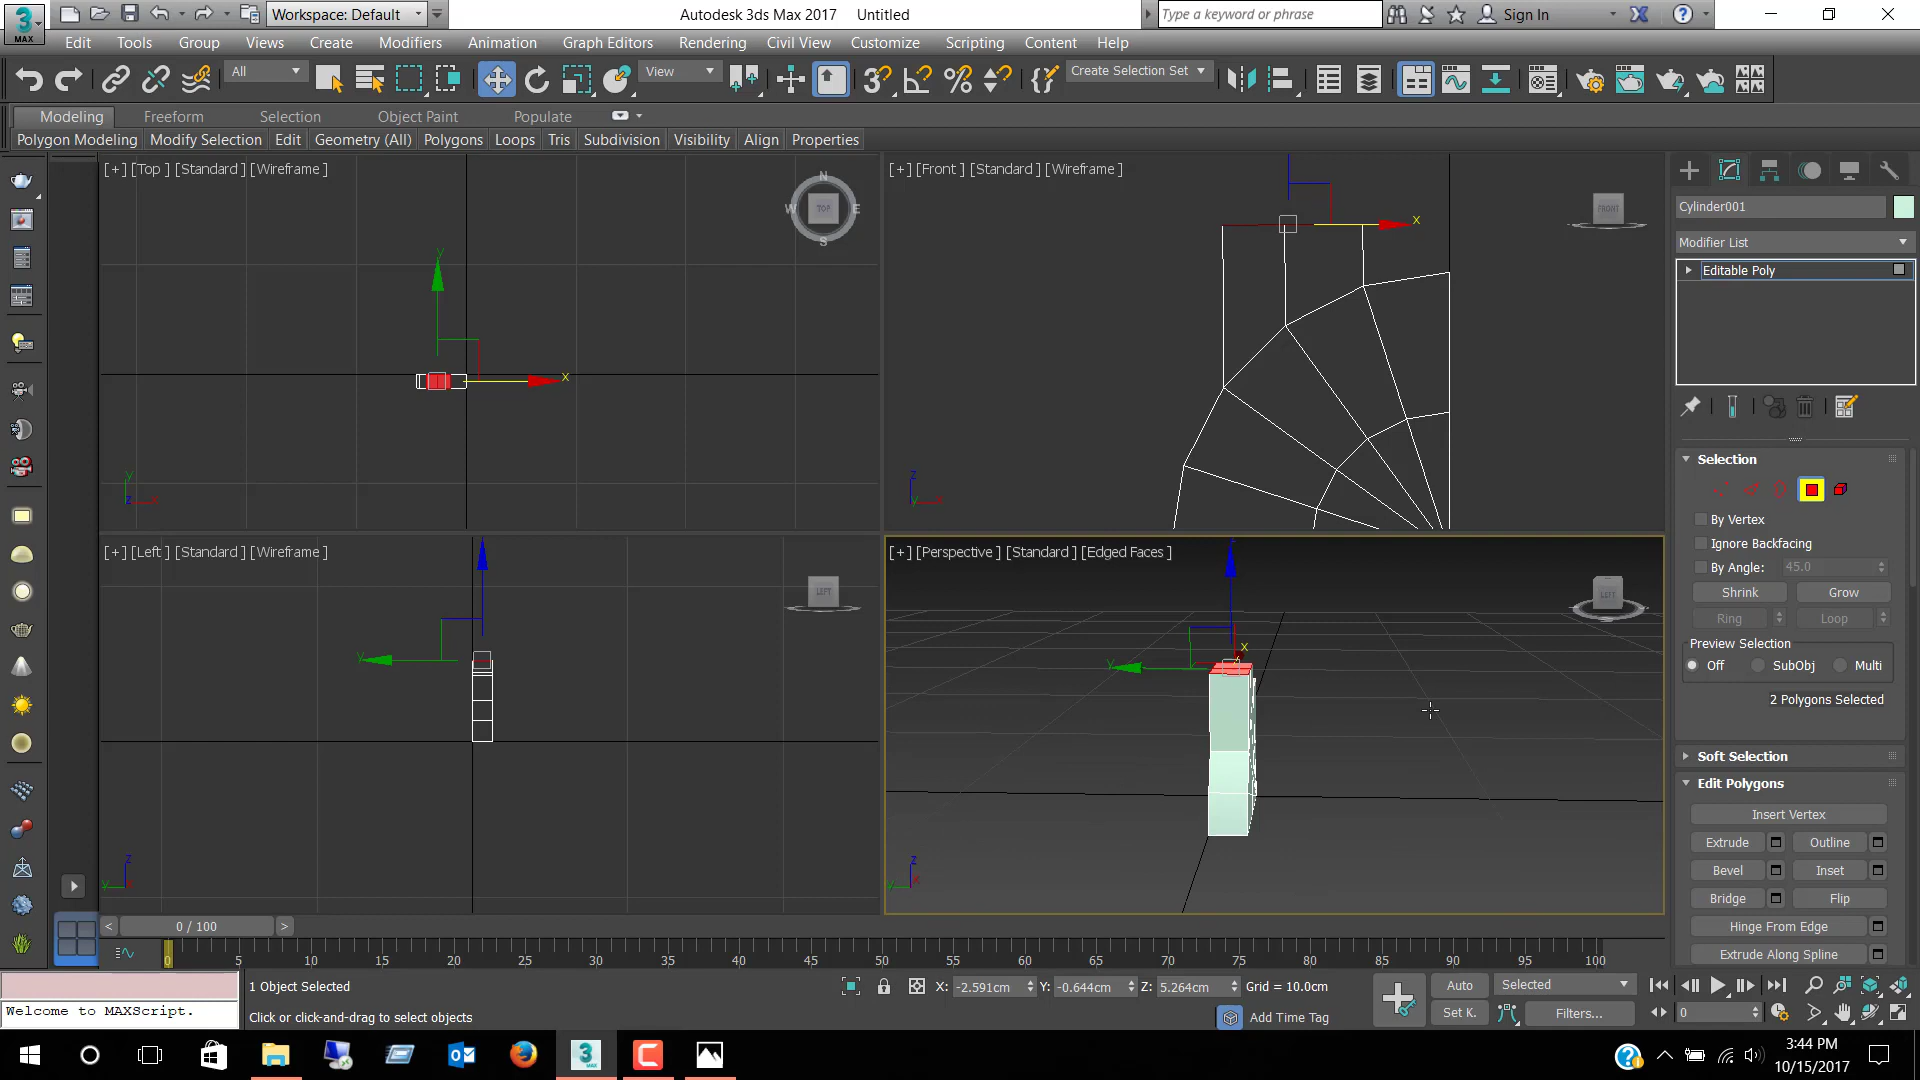 3
MAX
Workspace: Default
Autodesk 3ds Max 2017 Untitled
Type a keyword or phrase
Sign In
Edit Tools Group Views Create Modifiers Animation Graph Editors Rendering Civil View Customize Scripting Content Help
All
View
Create Selection Set
Modeling Freeform Selection Object Paint Populate
Polygon Modeling Modify Selection Edit Geometry (All) Polygons Loops Tris Subdivision Visibility Align Properties
[+] [Top ] [Standard ] [Wireframe ]
N
W TOP E
S
y
x
y
z x
[+] [Front ] [Standard ] [Wireframe ]
FRONT
x
z
y x
[+] [Left ] [Standard ] [Wireframe ]
LEFT
y
z
y x
[+] [Perspective ] [Standard ] [Edged Faces ]
LEFT
x
y
z
y x
Cylinder001
Modifier List
Editable Poly
Selection
By Vertex
Ignore Backfacing
By Angle: 45.0
Shrink Grow
Ring Loop
Preview Selection
Off SubObj Multi
2 Polygons Selected
Soft Selection
Edit Polygons
Insert Vertex
Extrude Outline
Bevel Inset
Bridge Flip
Hinge From Edge
Extrude Along Spline
< 0 / 100 >
0 5 10 15 20 25 30 35 40 45 50 55 60 65 70 75 80 85 90 95 100
1 Object Selected
X: -2.591cm Y: -0.644cm Z: 5.264cm Grid = 10.0cm
Auto Selected
Welcome to MAXScript.
Click or click-and-drag to select objects
Add Time Tag
Set K. Filters... 0
3:44 PM
10/15/2017